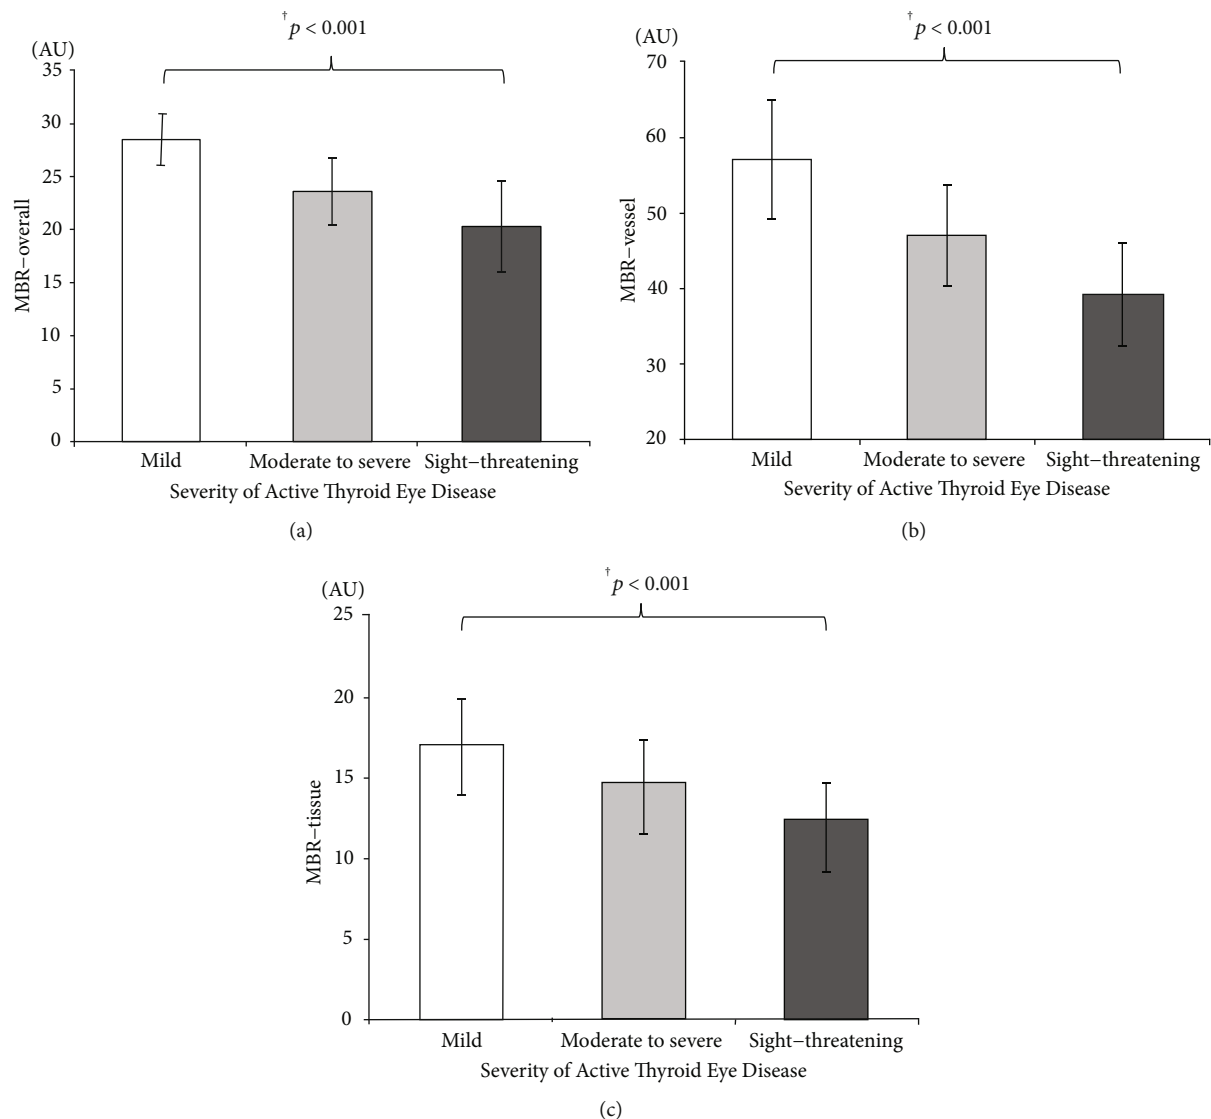 † p < 0.001
(AU)
35
30
25
20
15
10
5
0
MBR−overall
Mild Moderate to severe Sight−threatening
Severity of Active Thyroid Eye Disease
(a)
† p < 0.001
(AU)
70
60
50
40
30
20
MBR−vessel
Mild Moderate to severe Sight−threatening
Severity of Active Thyroid Eye Disease
(b)
† p < 0.001
(AU)
25
20
15
10
5
0
MBR−tissue
Mild Moderate to severe Sight−threatening
Severity of Active Thyroid Eye Disease
(c)